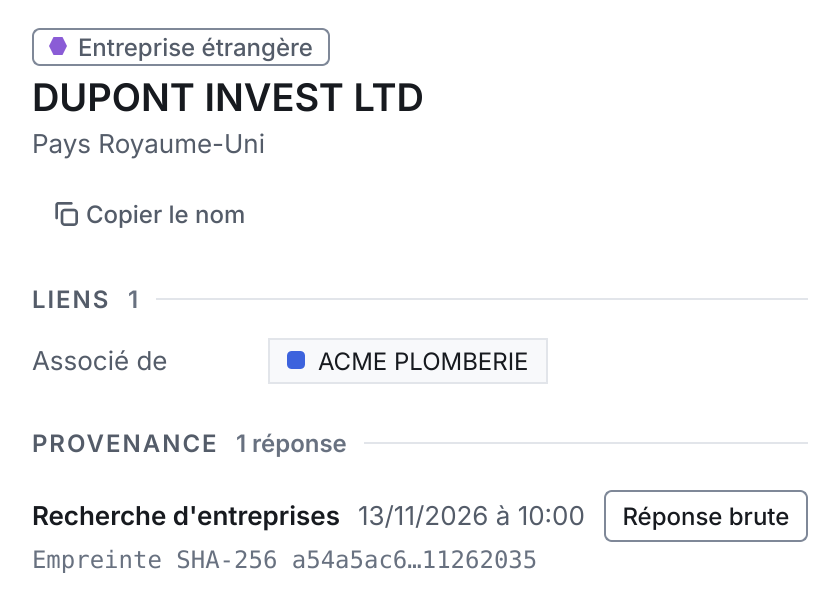 Entreprise étrangère
DUPONT INVEST LTD
Pays Royaume-Uni
Copier le nom
LIENS 1
Associé de ACME PLOMBERIE
PROVENANCE 1 réponse
Recherche d'entreprises 13/11/2026 à 10:00 Réponse brute
Empreinte SHA-256 a54a5ac6…11262035